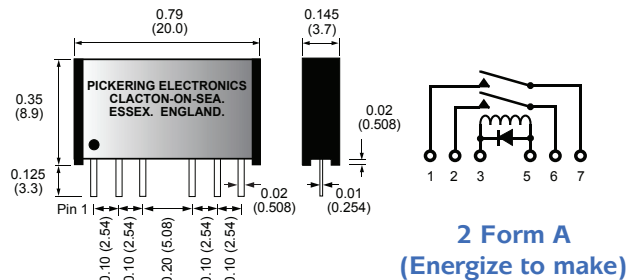 0.79
(20.0)
0.145
(3.7)
0.35
(8.9)
PICKERING ELECTRONICS
CLACTON-ON-SEA.
ESSEX. ENGLAND.
0.02
(0.508)
0.125
(3.3)
0.02
(0.508)
0.01
(0.254)
Pin 1
0.10 (2.54)
0.10 (2.54)
0.20 (5.08)
0.10 (2.54)
0.10 (2.54)
1 2 3 5 6 7
2 Form A
(Energize to make)